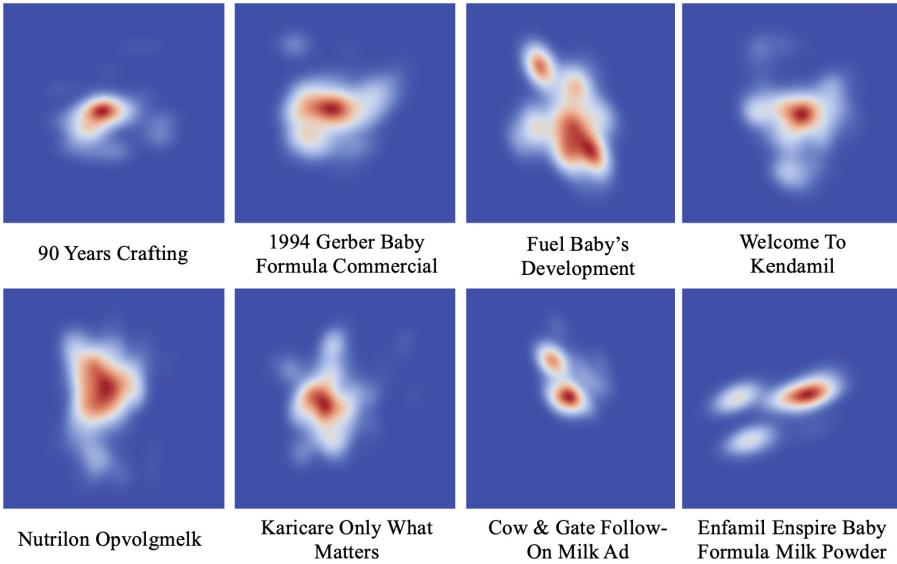 90 Years Crafting
1994 Gerber Baby
Formula Commercial
Fuel Baby's
Development
Welcome To
Kendamil
Nutrilon Opvolgmelk
Karicare Only What
Matters
Cow & Gate Follow-
On Milk Ad
Enfamil Enspire Baby
Formula Milk Powder